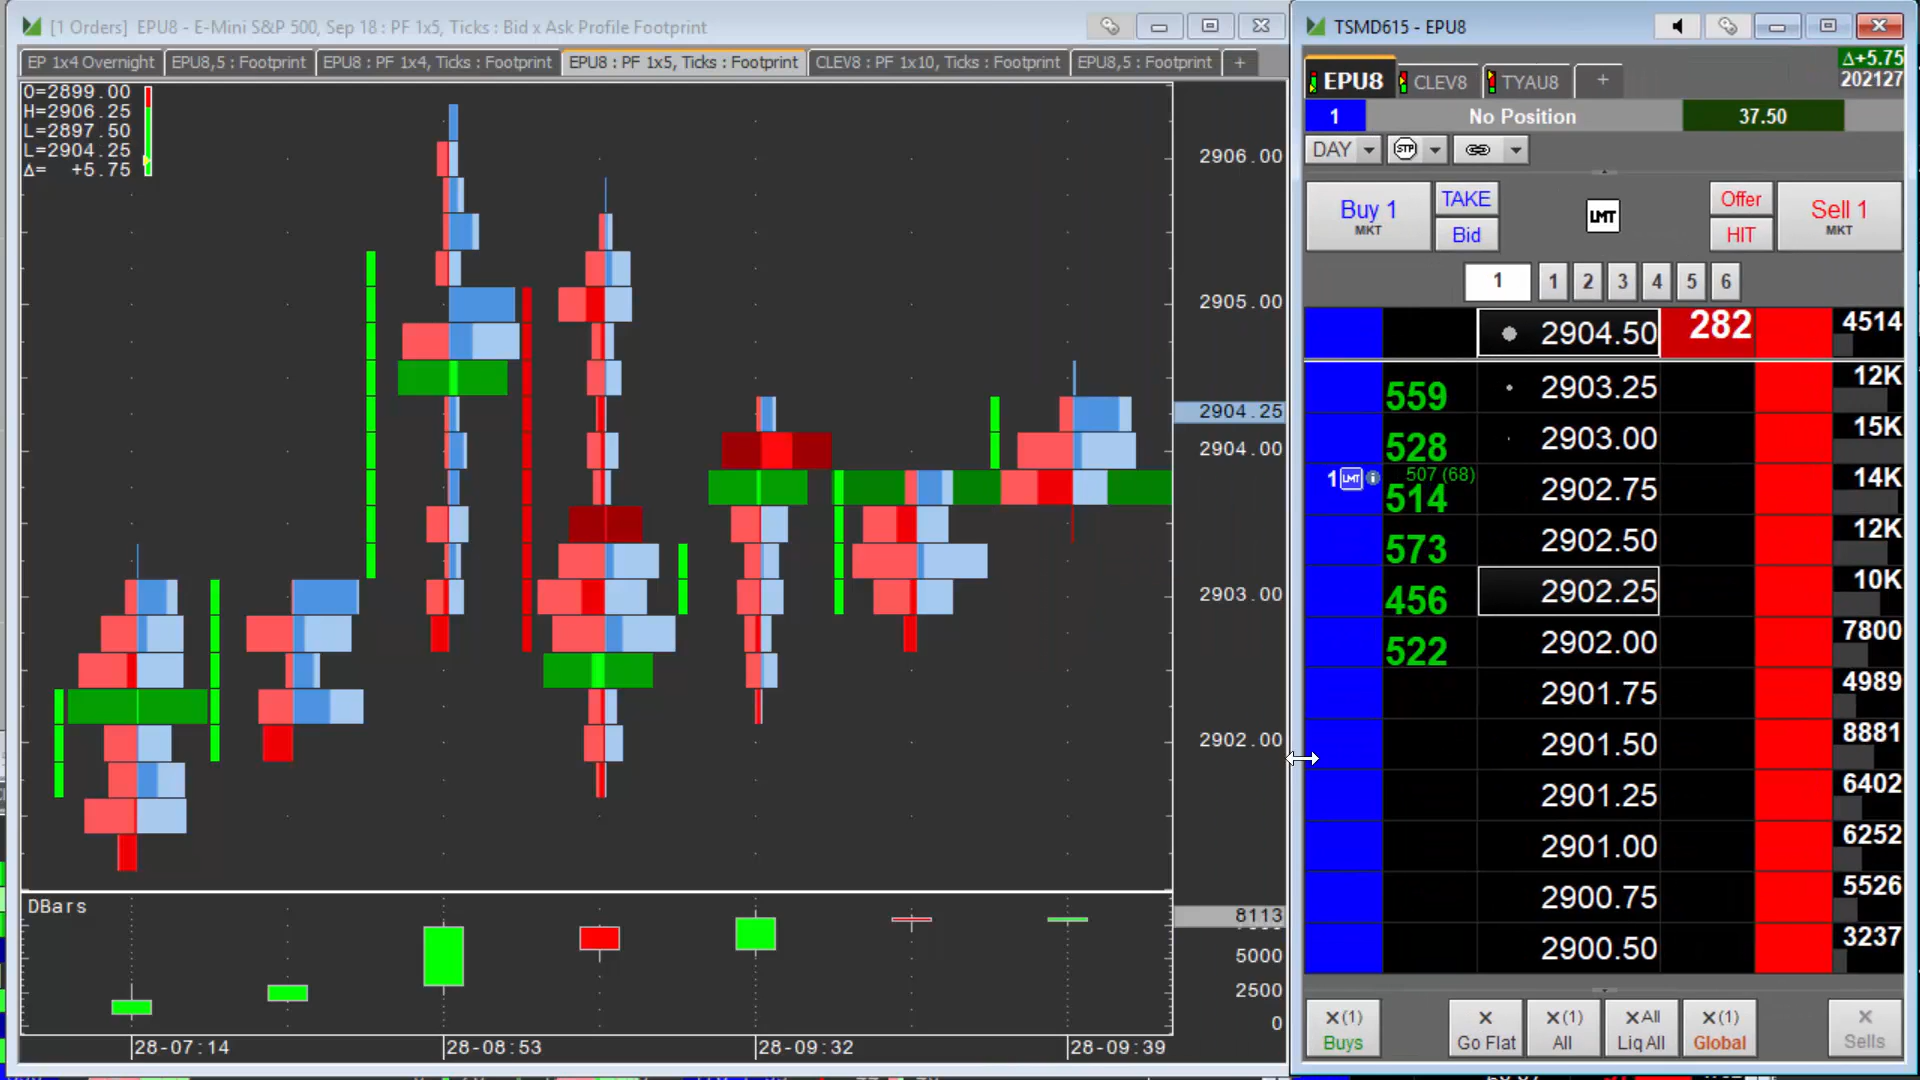 [1 Orders] EPU8 - E-Mini S&P 500, Sep 18 : PF 1x5, Ticks : Bid x Ask Profile Footprint
EP 1x4 Overnight
EPU8,5 : Footprint
EPU8 : PF 1x4, Ticks : Footprint
EPU8 : PF 1x5, Ticks : Footprint
CLEV8 : PF 1x10, Ticks : Footprint
EPU8,5 : Footprint
+
O=2899.00
H=2906.25
L=2897.50
L=2904.25
Δ= +5.75
2906.00
2905.00
2904.25
2904.00
2903.00
2902.00
DBars
8113
5000
2500
0
28-07:14
28-08:53
28-09:32
28-09:39
TSMD615 - EPU8
EPU8
CLEV8
TYAU8
+
Δ+5.75
202127
1
No Position
37.50
DAY
STP
Buy 1
MKT
TAKE
Bid
LMT
Offer
HIT
Sell 1
MKT
1
1 2 3 4 5 6
2904.50 282 4514
559 2903.25 12K
528 2903.00 15K
1 LMT i 507 (68)
514 2902.75 14K
573 2902.50 12K
456 2902.25 10K
522 2902.00 7800
2901.75 4989
2901.50 8881
2901.25 6402
2901.00 6252
2900.75 5526
2900.50 3237
X(1)
Buys
X
Go Flat
X(1)
All
XAll
Liq All
X(1)
Global
X
Sells